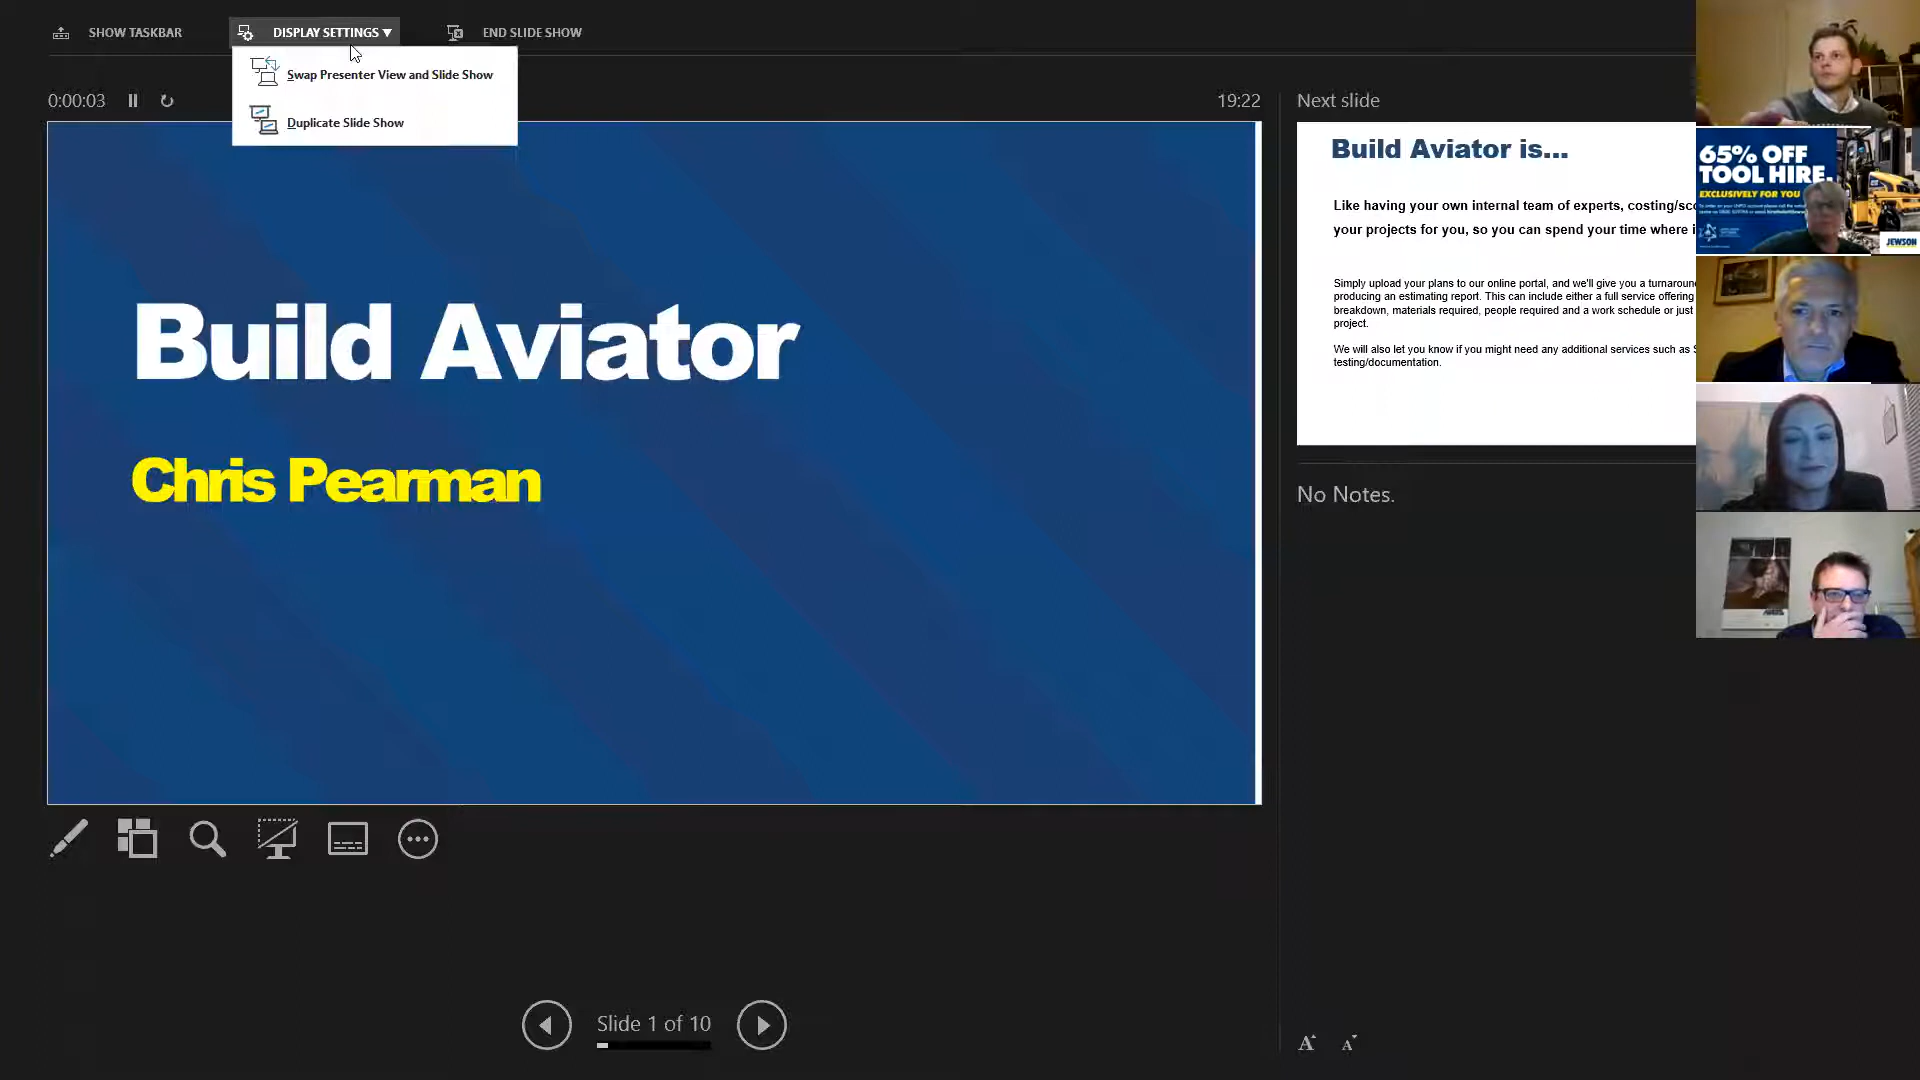 SHOW TASKBAR
DISPLAY SETTINGS ▼
END SLIDE SHOW
Swap Presenter View and Slide Show
Duplicate Slide Show
0:00:03
19:22
Build Aviator
Chris Pearman
Slide 1 of 10
Next slide
Build Aviator is...
Like having your own internal team of experts, costing/sc
your projects for you, so you can spend your time where i
Simply upload your plans to our online portal, and we'll give you a turnaroun
producing an estimating report. This can include either a full service offering
breakdown, materials required, people required and a work schedule or just
project.
We will also let you know if you might need any additional services such as S
testing/documentation.
No Notes.
A A
65% OFF
TOOL HIRE.
EXCLUSIVELY FOR YOU
JEWSON